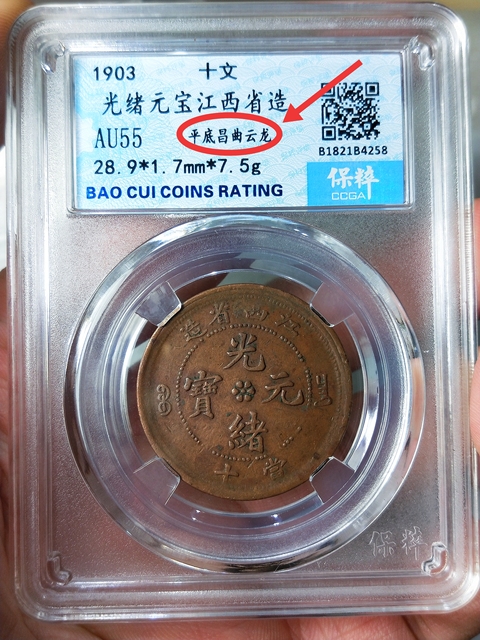 1903 十文
光绪元宝江西省造
AU55 平底昌曲云龙
28.9*1.7mm*7.5g
B1821B4258
BAO CUI COINS RATING
保粹
CCGA
造省西江
光
寶 元
緒
十當
保粹